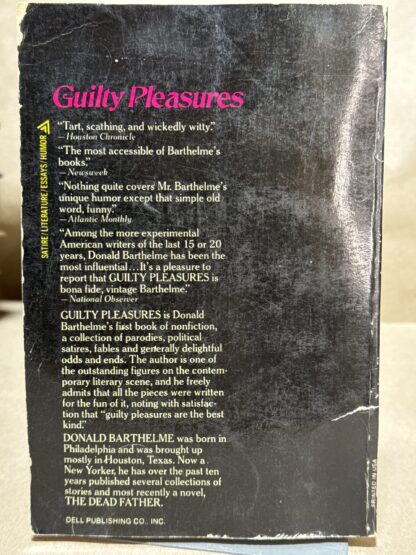 Guilty Pleasures
"Tart, scathing, and wickedly witty."
—Houston Chronicle
"The most accessible of Barthelme's
books."
—Newsweek
"Nothing quite covers Mr. Barthelme's
unique humor except that simple old
word, funny."
—Atlantic Monthly
"Among the more experimental
American writers of the last 15 or 20
years, Donald Barthelme has been the
most influential...It's a pleasure to
report that GUILTY PLEASURES is
bona fide, vintage Barthelme."
—National Observer
GUILTY PLEASURES is Donald
Barthelme's first book of nonfiction,
a collection of parodies, political
satires, fables and generally delightful
odds and ends. The author is one of
the outstanding figures on the contem-
porary literary scene, and he freely
admits that all the pieces were written
for the fun of it, noting with satisfac-
tion that "guilty pleasures are the best
kind."
DONALD BARTHELME was born in
Philadelphia and was brought up
mostly in Houston, Texas. Now a
New Yorker, he has over the past ten
years published several collections of
stories and most recently a novel,
THE DEAD FATHER.
DELL PUBLISHING CO., INC.
SATIRE/LITERATURE/ESSAYS/HUMOR
PRINTED IN USA